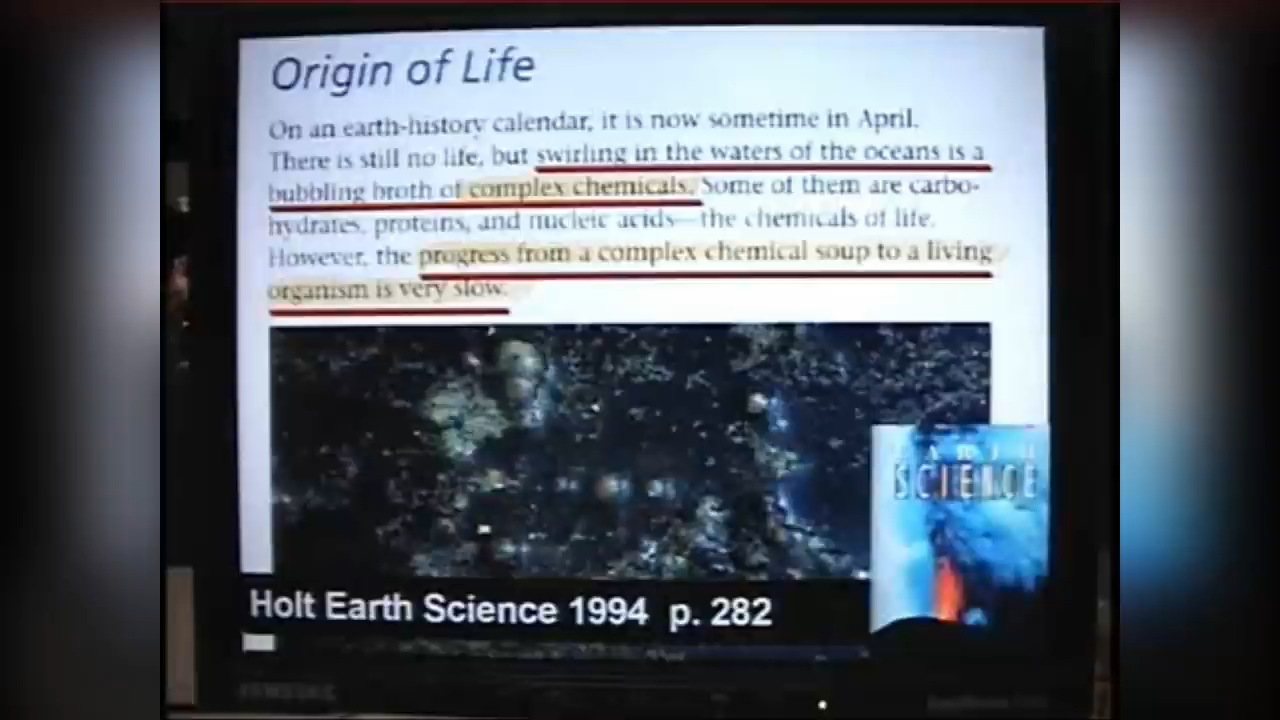 Origin of Life
On an earth-history calendar, it is now sometime in April.
There is still no life, but swirling in the waters of the oceans is a
bubbling broth of complex chemicals. Some of them are carbo-
hydrates, proteins, and nucleic acids—the chemicals of life.
However, the progress from a complex chemical soup to a living
organism is very slow.
EARTH
SCIENCE
Holt Earth Science 1994 p. 282
SAMSUNG